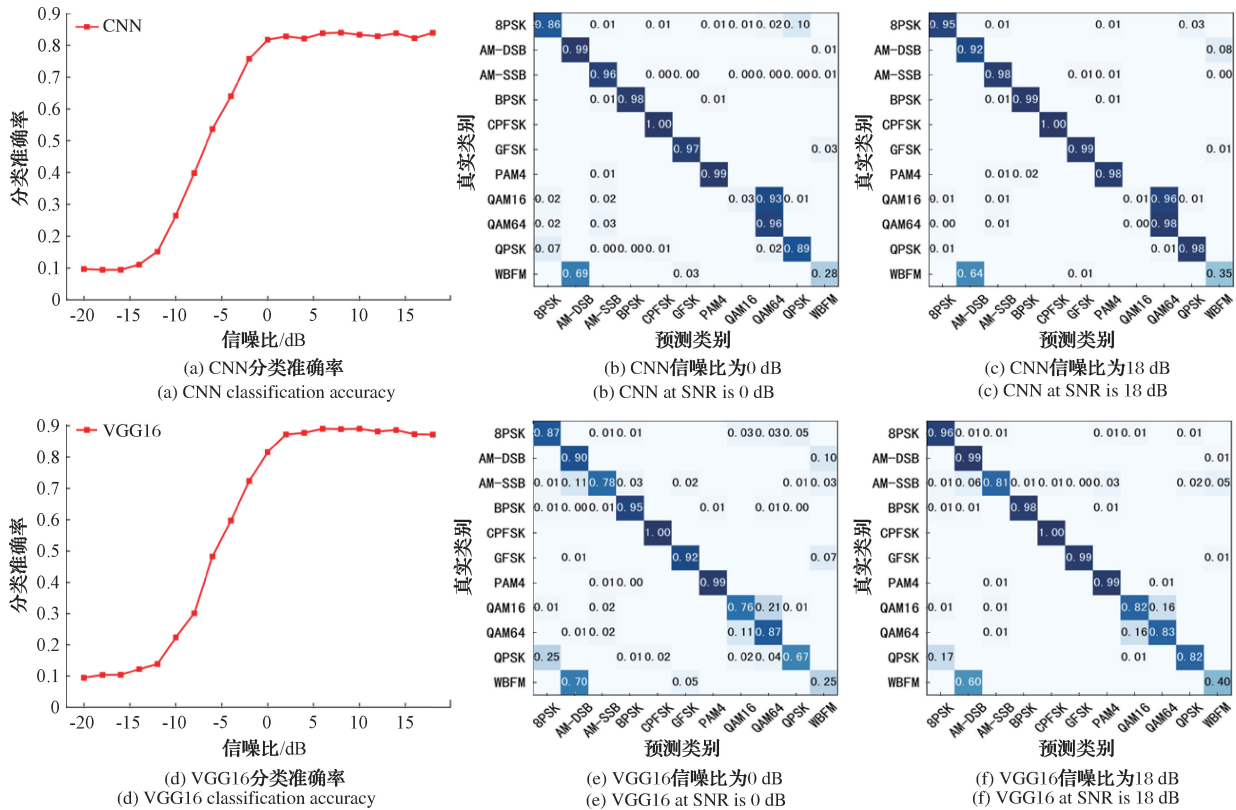 CNN
0.9
0.8
0.7
0.6
0.5
0.4
0.3
0.2
0.1
0
分类准确率
-20 -15 -10 -5 0 5 10 15
信噪比/dB
(a) CNN分类准确率
(a) CNN classification accuracy
真实类别
8PSK 0.86 0.01 0.01 0.01 0.01 0.02 0.10
AM-DSB 0.99 0.01
AM-SSB 0.96 0.00 0.00 0.00 0.00 0.00 0.01
BPSK 0.01 0.98 0.01
CPFSK 1.00
GFSK 0.97 0.03
PAM4 0.01 0.99
QAM16 0.02 0.02 0.03 0.93 0.01
QAM64 0.02 0.03 0.96
QPSK 0.07 0.00 0.00 0.01 0.02 0.89
WBFM 0.69 0.03 0.28
8PSK AM-DSB AM-SSB BPSK CPFSK GFSK PAM4 QAM16 QAM64 QPSK WBFM
预测类别
(b) CNN信噪比为0 dB
(b) CNN at SNR is 0 dB
真实类别
8PSK 0.95 0.01 0.01 0.03
AM-DSB 0.92 0.08
AM-SSB 0.98 0.01 0.01 0.00
BPSK 0.01 0.99 0.01
CPFSK 1.00
GFSK 0.99 0.01
PAM4 0.01 0.02 0.98
QAM16 0.01 0.01 0.01 0.96 0.01
QAM64 0.00 0.01 0.00 0.98
QPSK 0.01 0.01 0.98
WBFM 0.64 0.01 0.35
8PSK AM-DSB AM-SSB BPSK CPFSK GFSK PAM4 QAM16 QAM64 QPSK WBFM
预测类别
(c) CNN信噪比为18 dB
(c) CNN at SNR is 18 dB
VGG16
0.9
0.8
0.9
0.6
0.5
0.4
0.3
0.2
0.1
0
分类准确率
-20 -15 -10 -5 0 5 10 15
信噪比/dB
(d) VGG16分类准确率
(d) VGG16 classification accuracy
真实类别
8PSK 0.87 0.01 0.01 0.03 0.03 0.05
AM-DSB 0.90 0.10
AM-SSB 0.01 0.11 0.78 0.03 0.02 0.01 0.03
BPSK 0.01 0.00 0.01 0.95 0.01 0.01 0.00
CPFSK 1.00
GFSK 0.01 0.92 0.07
PAM4 0.01 0.00 0.99
QAM16 0.01 0.02 0.76 0.21 0.01
QAM64 0.01 0.02 0.11 0.87
QPSK 0.25 0.01 0.02 0.02 0.04 0.67
WBFM 0.70 0.05 0.25
8PSK AM-DSB AM-SSB BPSK CPFSK GFSK PAM4 QAM16 QAM64 QPSK WBFM
预测类别
(e) VGG16信噪比为0 dB
(e) VGG16 at SNR is 0 dB
真实类别
8PSK 0.96 0.01 0.01 0.01 0.01 0.01
AM-DSB 0.99 0.01
AM-SSB 0.01 0.06 0.81 0.01 0.01 0.00 0.03 0.02 0.05
BPSK 0.01 0.01 0.98 0.01
CPFSK 1.00
GFSK 0.99 0.01
PAM4 0.01 0.99 0.01
QAM16 0.01 0.01 0.82 0.16
QAM64 0.01 0.16 0.83
QPSK 0.17 0.01 0.82
WBFM 0.60 0.40
8PSK AM-DSB AM-SSB BPSK CPFSK GFSK PAM4 QAM16 QAM64 QPSK WBFM
预测类别
(f) VGG16信噪比为18 dB
(f) VGG16 at SNR is 18 dB